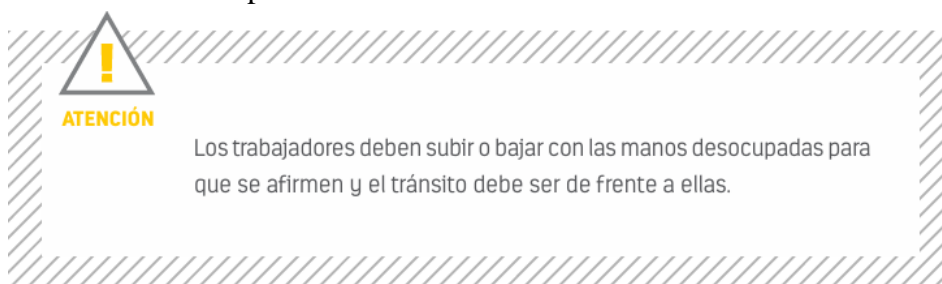 !
ATENCIÓN
Los trabajadores deben subir o bajar con las manos desocupadas para
que se afirmen y el tránsito debe ser de frente a ellas.